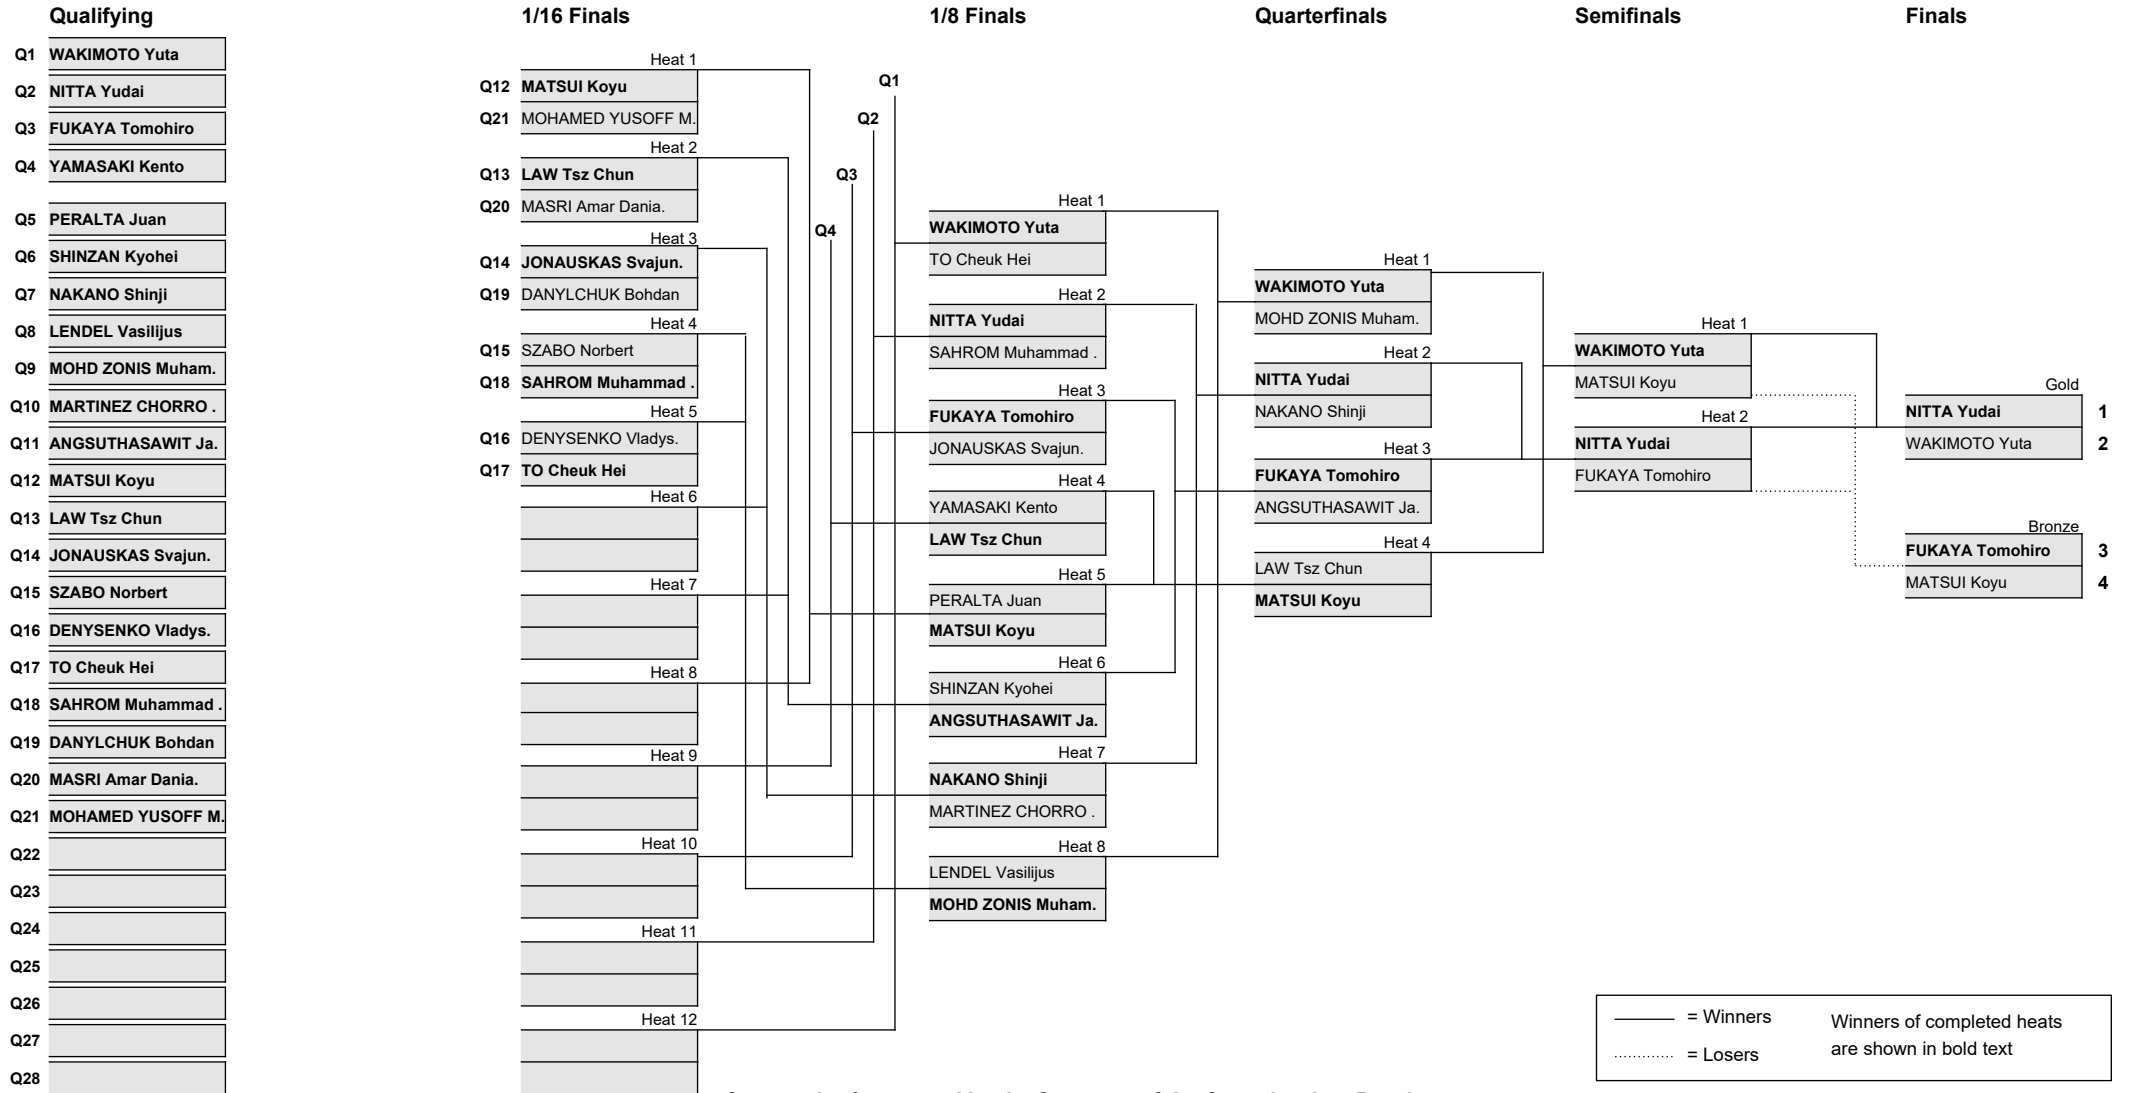 Qualifying
1/16 Finals
1/8 Finals
Quarterfinals
Semifinals
Finals
Q1 WAKIMOTO Yuta
Q2 NITTA Yudai
Q3 FUKAYA Tomohiro
Q4 YAMASAKI Kento
Q5 PERALTA Juan
Q6 SHINZAN Kyohei
Q7 NAKANO Shinji
Q8 LENDEL Vasilijus
Q9 MOHD ZONIS Muham.
Q10 MARTINEZ CHORRO .
Q11 ANGSUTHASAWIT Ja.
Q12 MATSUI Koyu
Q13 LAW Tsz Chun
Q14 JONAUSKAS Svajun.
Q15 SZABO Norbert
Q16 DENYSENKO Vladys.
Q17 TO Cheuk Hei
Q18 SAHROM Muhammad .
Q19 DANYLCHUK Bohdan
Q20 MASRI Amar Dania.
Q21 MOHAMED YUSOFF M.
Q22
Q23
Q24
Q25
Q26
Q27
Q28
Heat 1
Q12 MATSUI Koyu
Q21 MOHAMED YUSOFF M.
Heat 2
Q13 LAW Tsz Chun
Q20 MASRI Amar Dania.
Heat 3
Q14 JONAUSKAS Svajun.
Q19 DANYLCHUK Bohdan
Heat 4
Q15 SZABO Norbert
Q18 SAHROM Muhammad .
Heat 5
Q16 DENYSENKO Vladys.
Q17 TO Cheuk Hei
Heat 6
Heat 7
Heat 8
Heat 9
Heat 10
Heat 11
Heat 12
Q1
Q2
Q3
Q4
Heat 1
WAKIMOTO Yuta
TO Cheuk Hei
Heat 2
NITTA Yudai
SAHROM Muhammad .
Heat 3
FUKAYA Tomohiro
JONAUSKAS Svajun.
Heat 4
YAMASAKI Kento
LAW Tsz Chun
Heat 5
PERALTA Juan
MATSUI Koyu
Heat 6
SHINZAN Kyohei
ANGSUTHASAWIT Ja.
Heat 7
NAKANO Shinji
MARTINEZ CHORRO .
Heat 8
LENDEL Vasilijus
MOHD ZONIS Muham.
Heat 1
WAKIMOTO Yuta
MOHD ZONIS Muham.
Heat 2
NITTA Yudai
NAKANO Shinji
Heat 3
FUKAYA Tomohiro
ANGSUTHASAWIT Ja.
Heat 4
LAW Tsz Chun
MATSUI Koyu
Heat 1
WAKIMOTO Yuta
MATSUI Koyu
Heat 2
NITTA Yudai
FUKAYA Tomohiro
Gold
NITTA Yudai 1
WAKIMOTO Yuta 2
Bronze
FUKAYA Tomohiro 3
MATSUI Koyu 4
= Winners
= Losers
Winners of completed heats
are shown in bold text